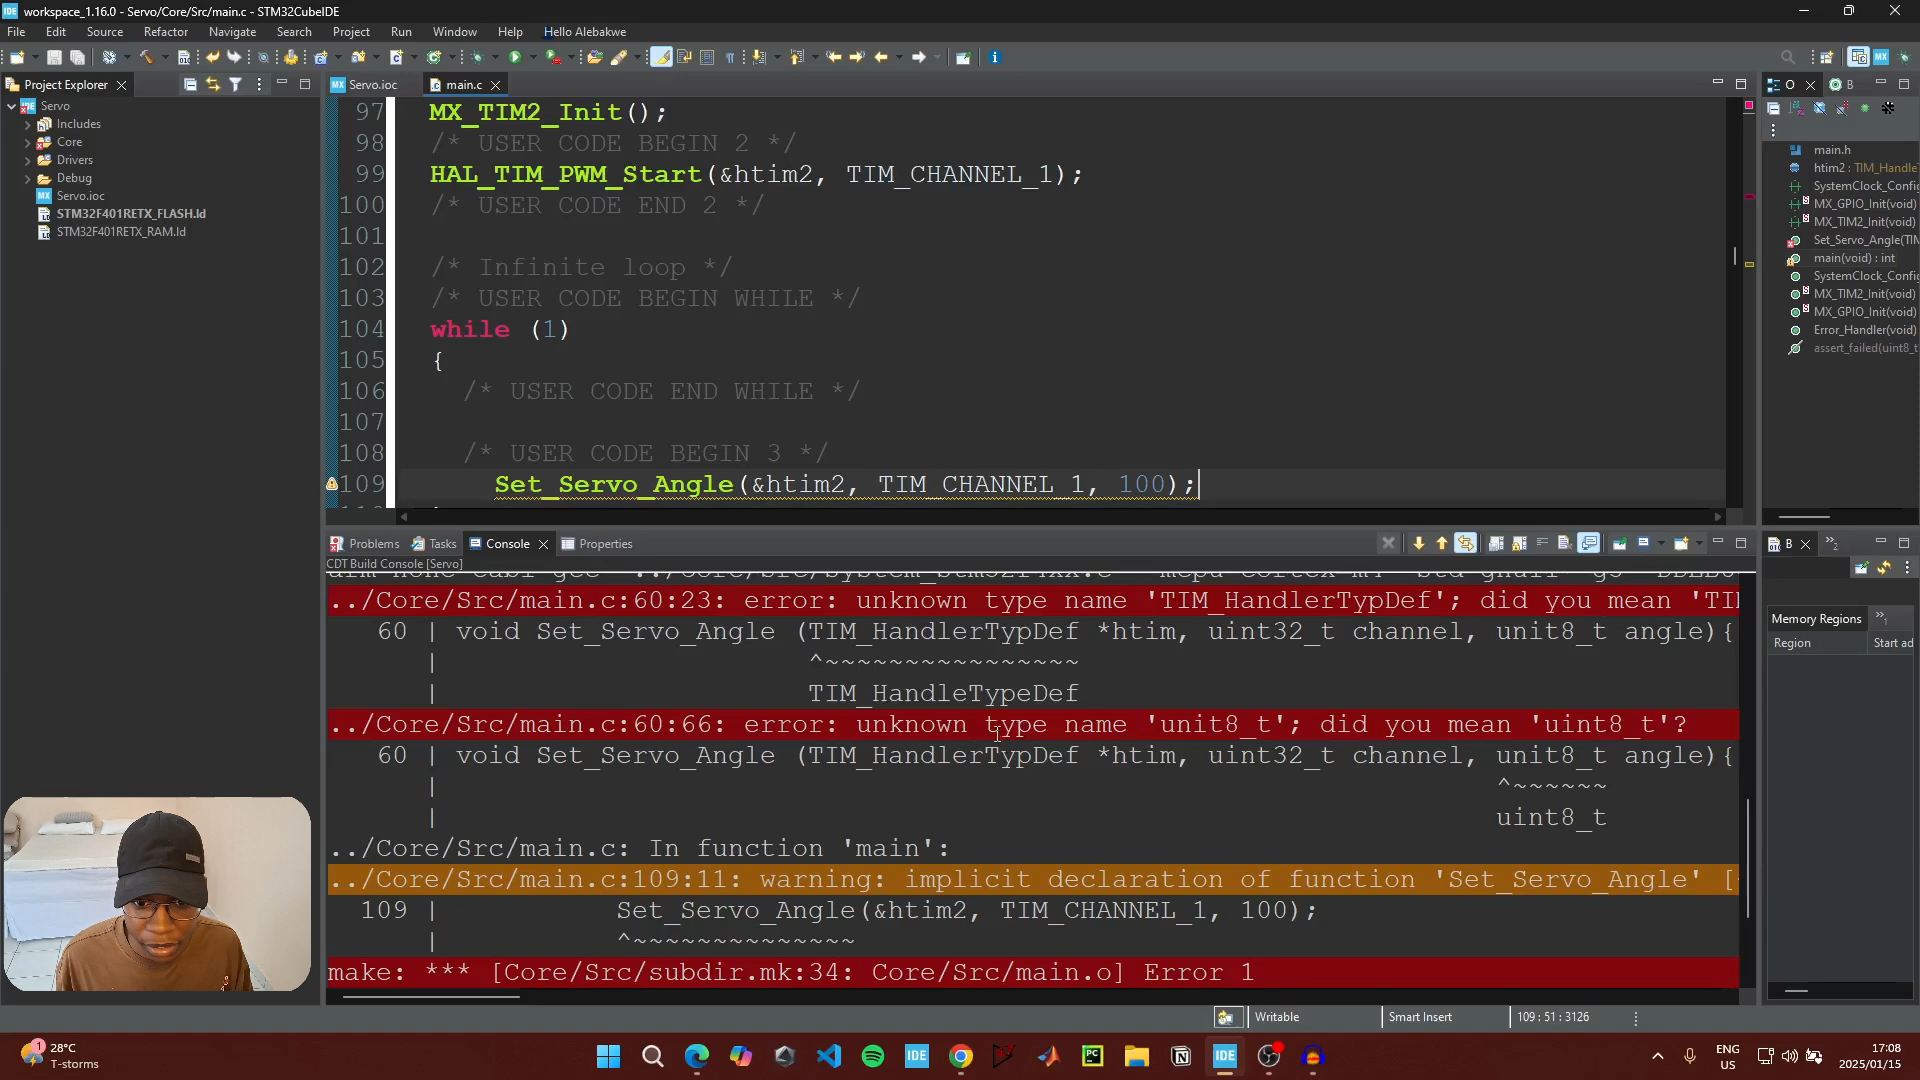 workspace_1.16.0 - Servo/Core/Src/main.c - STM32CubeIDE
File Edit Source Refactor Navigate Search Project Run Window Help Hello Alebakwe
Project Explorer
Servo
Includes
Core
Drivers
Debug
Servo.ioc
STM32F401RETX_FLASH.ld
STM32F401RETX_RAM.ld
Servo.ioc
main.c
97 MX_TIM2_Init();
98 /* USER CODE BEGIN 2 */
99 HAL_TIM_PWM_Start(&htim2, TIM_CHANNEL_1);
100 /* USER CODE END 2 */
101
102 /* Infinite loop */
103 /* USER CODE BEGIN WHILE */
104 while (1)
105 {
106 /* USER CODE END WHILE */
107
108 /* USER CODE BEGIN 3 */
109 Set_Servo_Angle(&htim2, TIM_CHANNEL_1, 100);
O
B
main.h
htim2 : TIM_Handle
SystemClock_Config
MX_GPIO_Init(void)
MX_TIM2_Init(void)
Set_Servo_Angle(TIM
main(void) : int
SystemClock_Config
MX_TIM2_Init(void)
MX_GPIO_Init(void)
Error_Handler(void)
assert_failed(uint8_t
Problems Tasks Console Properties
CDT Build Console [Servo]
../Core/Src/main.c:60:23: error: unknown type name 'TIM_HandlerTypDef'; did you mean 'TI
60 | void Set_Servo_Angle (TIM_HandlerTypDef *htim, uint32_t channel, unit8_t angle){
| ^~~~~~~~~~~~~~~~~
| TIM_HandleTypeDef
../Core/Src/main.c:60:66: error: unknown type name 'unit8_t'; did you mean 'uint8_t'?
60 | void Set_Servo_Angle (TIM_HandlerTypDef *htim, uint32_t channel, unit8_t angle){
| ^~~~~~~
| uint8_t
../Core/Src/main.c: In function 'main':
../Core/Src/main.c:109:11: warning: implicit declaration of function 'Set_Servo_Angle' [
109 | Set_Servo_Angle(&htim2, TIM_CHANNEL_1, 100);
| ^~~~~~~~~~~~~~~
make: *** [Core/Src/subdir.mk:34: Core/Src/main.o] Error 1
B
Memory Regions
Region Start ad
Writable Smart Insert 109 : 51 : 3126
28°C
T-storms
ENG
US
17:08
2025/01/15